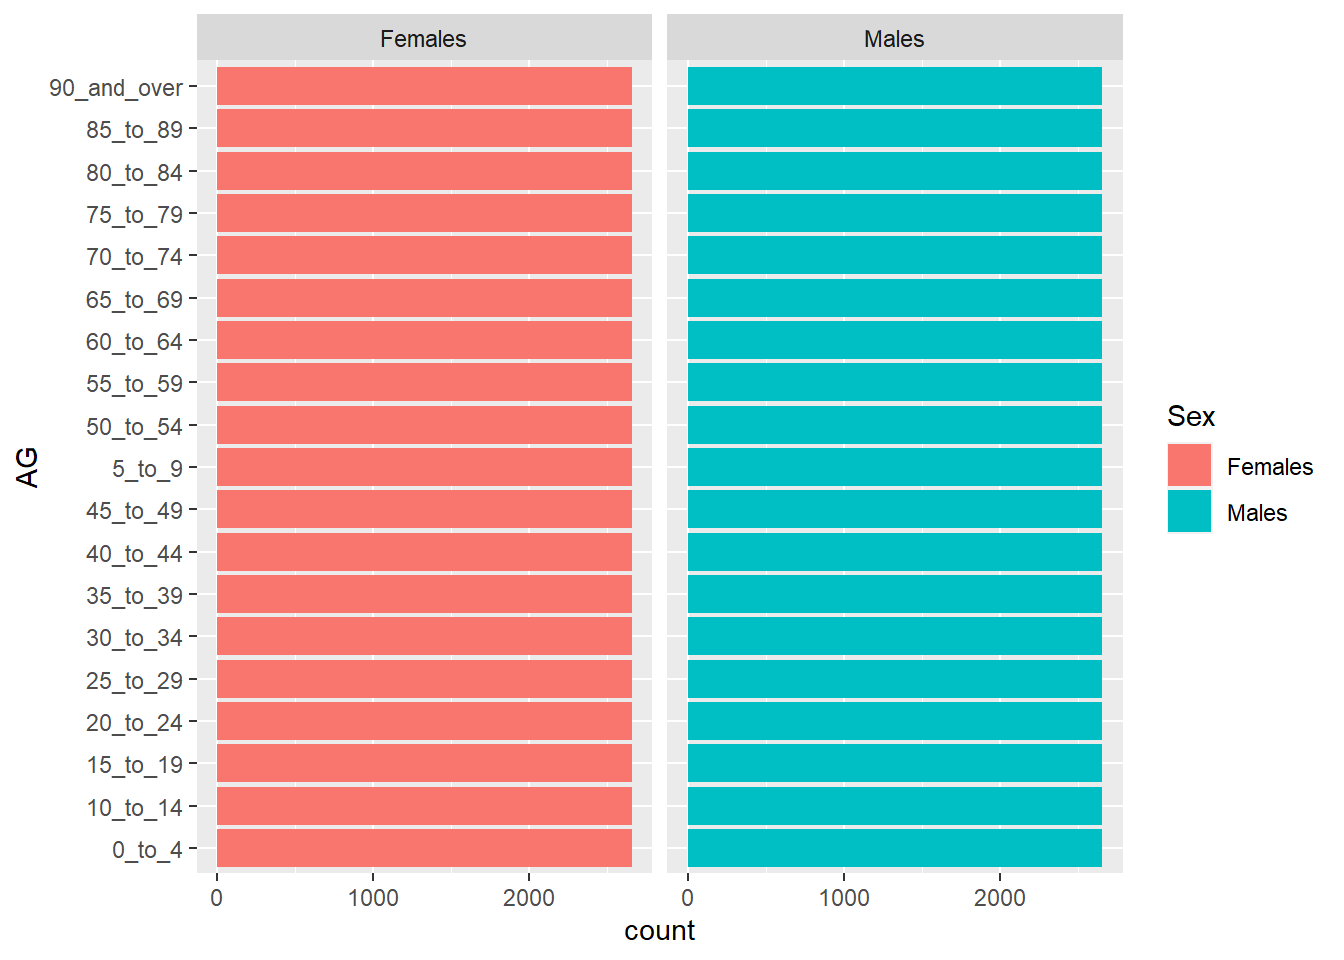 Females
Males
90_and_over
85_to_89
80_to_84
75_to_79
70_to_74
65_to_69
60_to_64
55_to_59
50_to_54
5_to_9
45_to_49
40_to_44
35_to_39
30_to_34
25_to_29
20_to_24
15_to_19
10_to_14
0_to_4
AG
0 1000 2000
0 1000 2000
count
Sex
Females
Males